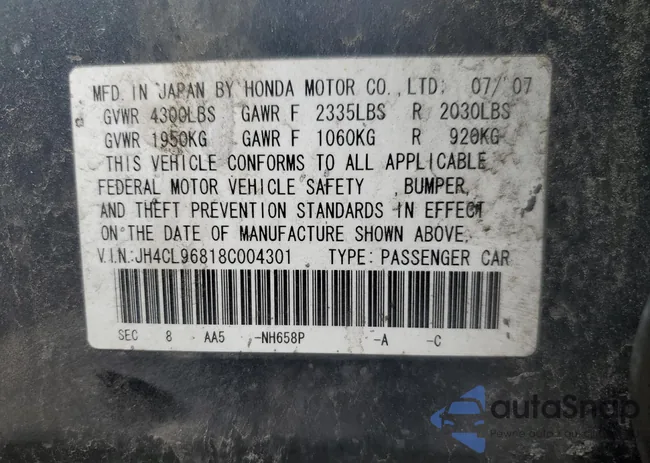 MFD. IN JAPAN BY HONDA MOTOR CO., LTD: 07/'07
GVWR 4300LBS GAWR F 2335LBS R 2030LBS
GVWR 1950KG GAWR F 1060KG R 920KG
THIS VEHICLE CONFORMS TO ALL APPLICABLE
FEDERAL MOTOR VEHICLE SAFETY ,BUMPER,
AND THEFT PREVENTION STANDARDS IN EFFECT
ON THE DATE OF MANUFACTURE SHOWN ABOVE.
V.I.N.:JH4CL96818C004301 TYPE: PASSENGER CAR
SEC 8 AA5 -NH658P -A -C
autoSnap